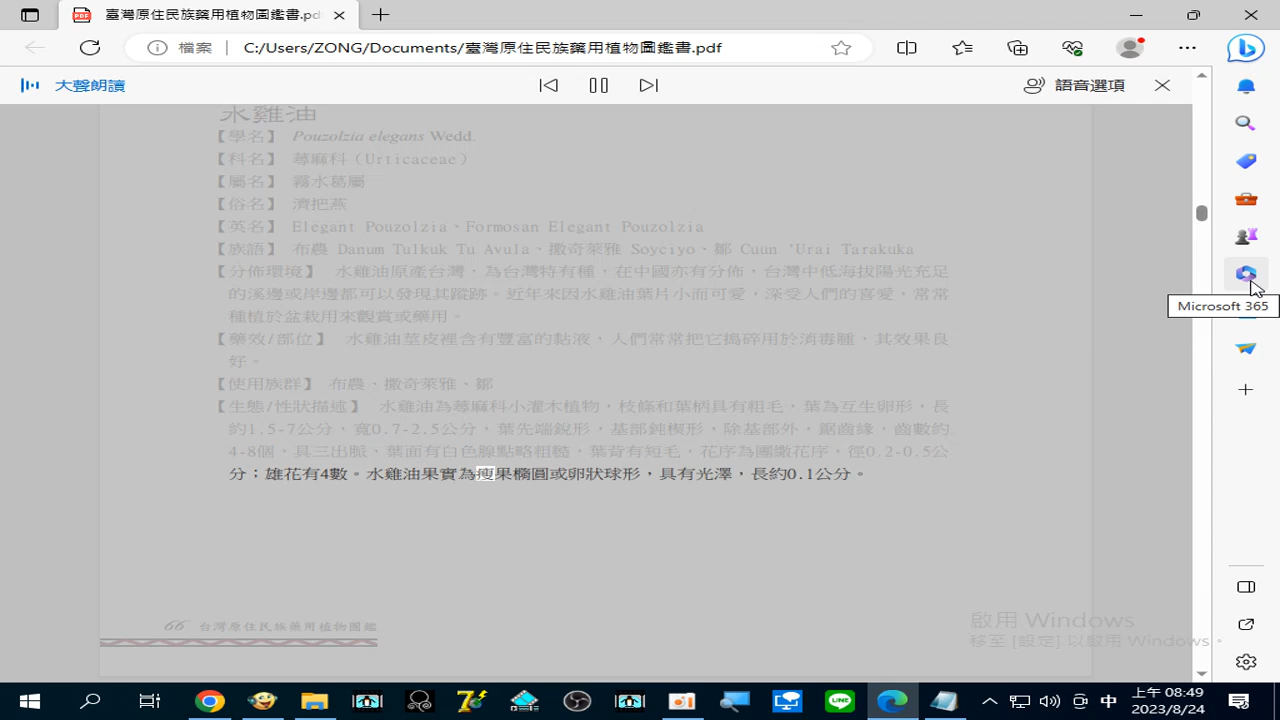 臺灣原住民族藥用植物圖鑑書.pdf
檔案
C:/Users/ZONG/Documents/臺灣原住民族藥用植物圖鑑書.pdf
大聲朗讀
語音選項
水雞油
【學名】 Pouzolzia elegans Wedd.
【科名】 蕁麻科（Urticaceae）
【屬名】 霧水葛屬
【俗名】 濟把燕
【英名】 Elegant Pouzolzia、Formosan Elegant Pouzolzia
【族語】 布農 Danum Tulkuk Tu Avula、撒奇萊雅 Soyciyo、鄒 Cuun 'Urai Tarakuka
【分佈環境】 水雞油原產台灣，為台灣特有種，在中國亦有分佈，台灣中低海拔陽光充足
的溪邊或岸邊都可以發現其蹤跡。近年來因水雞油葉片小而可愛，深受人們的喜愛，常常
種植於盆栽用來觀賞或藥用。
【藥效/部位】 水雞油莖皮裡含有豐富的黏液、人們常常把它搗碎用於消毒腫，其效果良
好。
【使用族群】 布農、撒奇萊雅、鄒
【生態/性狀描述】 水雞油為蕁麻科小灌木植物，枝條和葉柄具有粗毛，葉為互生卵形，長
約1.5-7公分，寬0.7-2.5公分，葉先端銳形，基部鈍楔形，除基部外，鋸齒緣，齒數約
4-8個，具三出脈、葉面有白色腺點略粗糙，葉背有短毛，花序為團繖花序，徑0.2-0.5公
分；雄花有4數。水雞油果實為瘦果橢圓或卵狀球形，具有光澤，長約0.1公分。
66 台灣原住民族藥用植物圖鑑
Microsoft 365
啟用 Windows
移至 [設定] 以啟用 Windows。
中
上午 08:49
2023/8/24
LINE